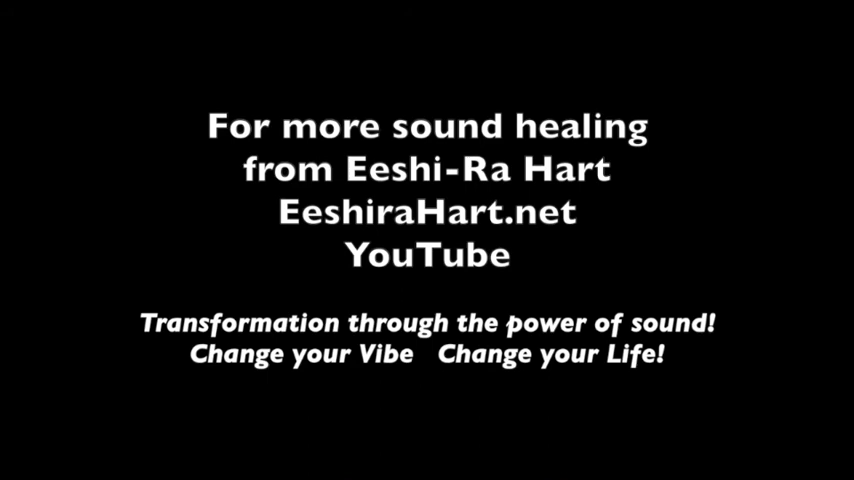 For more sound healing
from Eeshi-Ra Hart
EeshiraHart.net
YouTube
Transformation through the power of sound!
Change your Vibe   Change your Life!